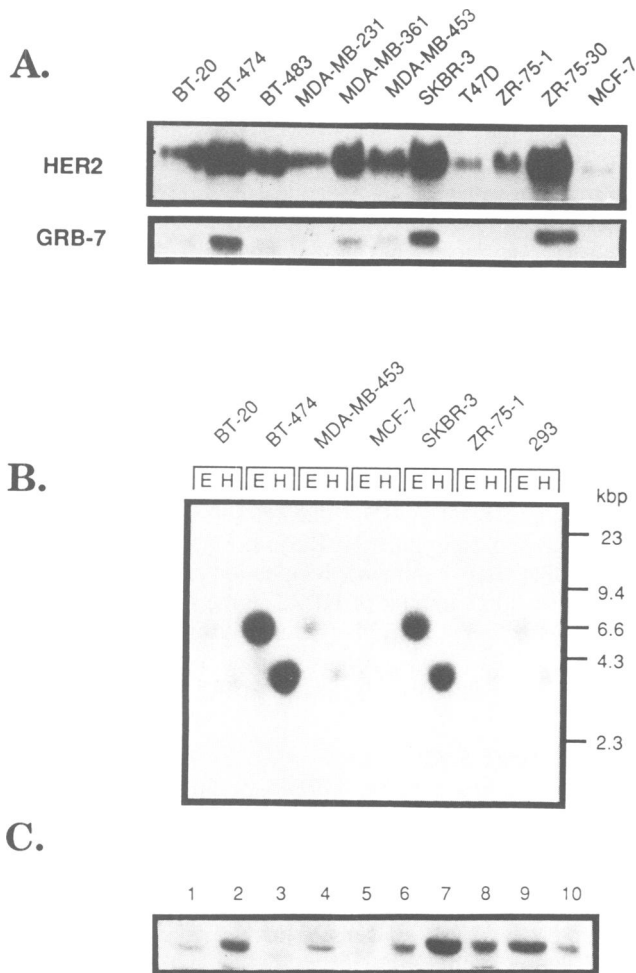 A.
BT-20 BT-474 BT-483 MDA-MB-231 MDA-MB-361 MDA-MB-453 SKBR-3 T47D ZR-75-1 ZR-75-30 MCF-7
HER2
GRB-7
B.
BT-20 BT-474 MDA-MB-453 MCF-7 SKBR-3 ZR-75-1 293
E H E H E H E H E H E H E H
kbp
23
9.4
6.6
4.3
2.3
C.
1 2 3 4 5 6 7 8 9 10